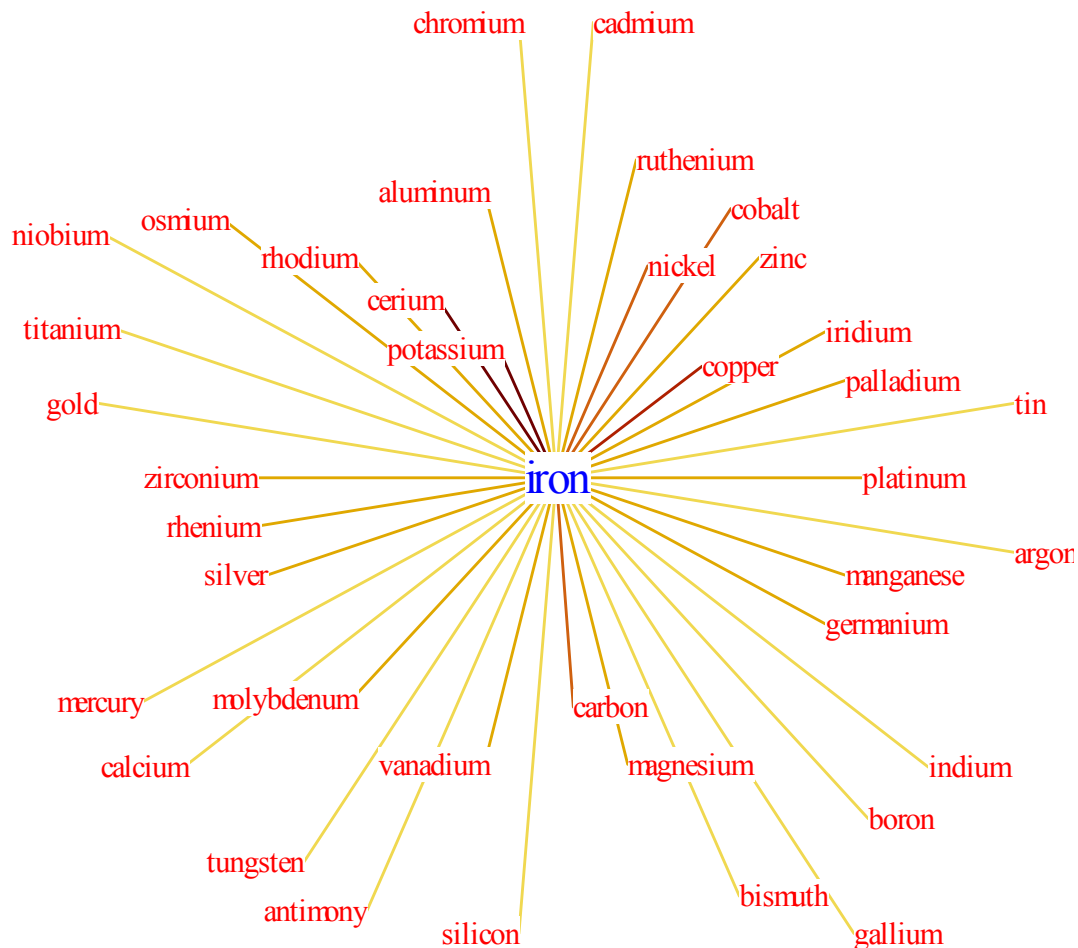 chromium
cadmium
ruthenium
aluminum
cobalt
osmium
niobium
rhodium
nickel
zinc
cerium
titanium
iridium
potassium
copper
palladium
gold
tin
iron
zirconium
platinum
rhenium
argon
silver
manganese
germanium
mercury
molybdenum
carbon
calcium
vanadium
magnesium
indium
boron
tungsten
bismuth
antimony
silicon
gallium